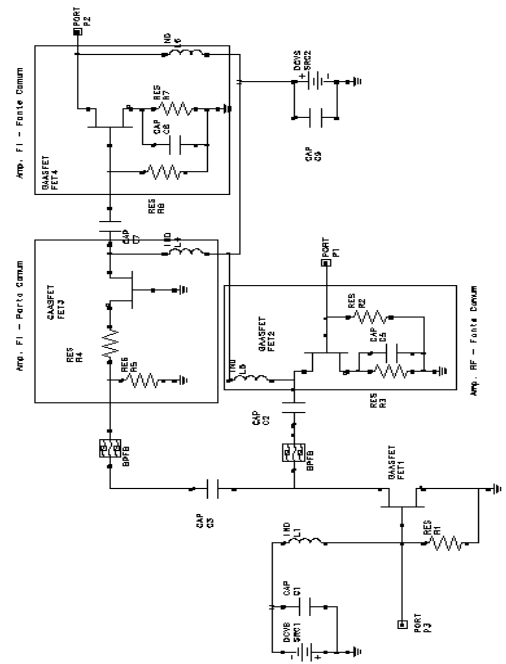 PORT
P2
IND
L6
DCVS
SRC2
CAP
C9
RES
R7
CAP
C8
GAASFET
FET4
RES
R8
Amp. FI - Fonte Comum
CAP
C7
IND
L4
GAASFET
FET3
RES
R4
RES
R5
Amp. FI - Porta Comum
BPFB
CAP
C3
PORT
P1
RES
R2
CAP
C6
RES
R3
GAASFET
FET2
IND
L5
Amp. RF - Fonte Comum
CAP
C2
BPFB
GAASFET
FET1
RES
R1
IND
L1
CAP
C1
DCVS
SRC1
PORT
P3